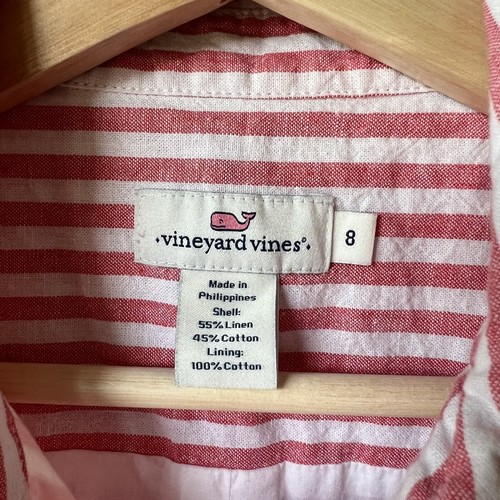 vineyard vines®
8
Made in
Philippines
Shell:
55% Linen
45% Cotton
Lining:
100% Cotton